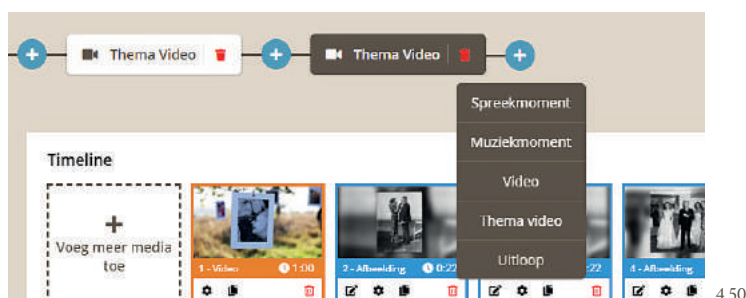 Thema Video
Thema Video
Spreekmoment
Muziekmoment
Video
Thema video
Uitloop
Timeline
Voeg meer media
toe
1 - Video 1:00
2 - Afbeelding 0:22
:22
4 - Afbeelding
4.50